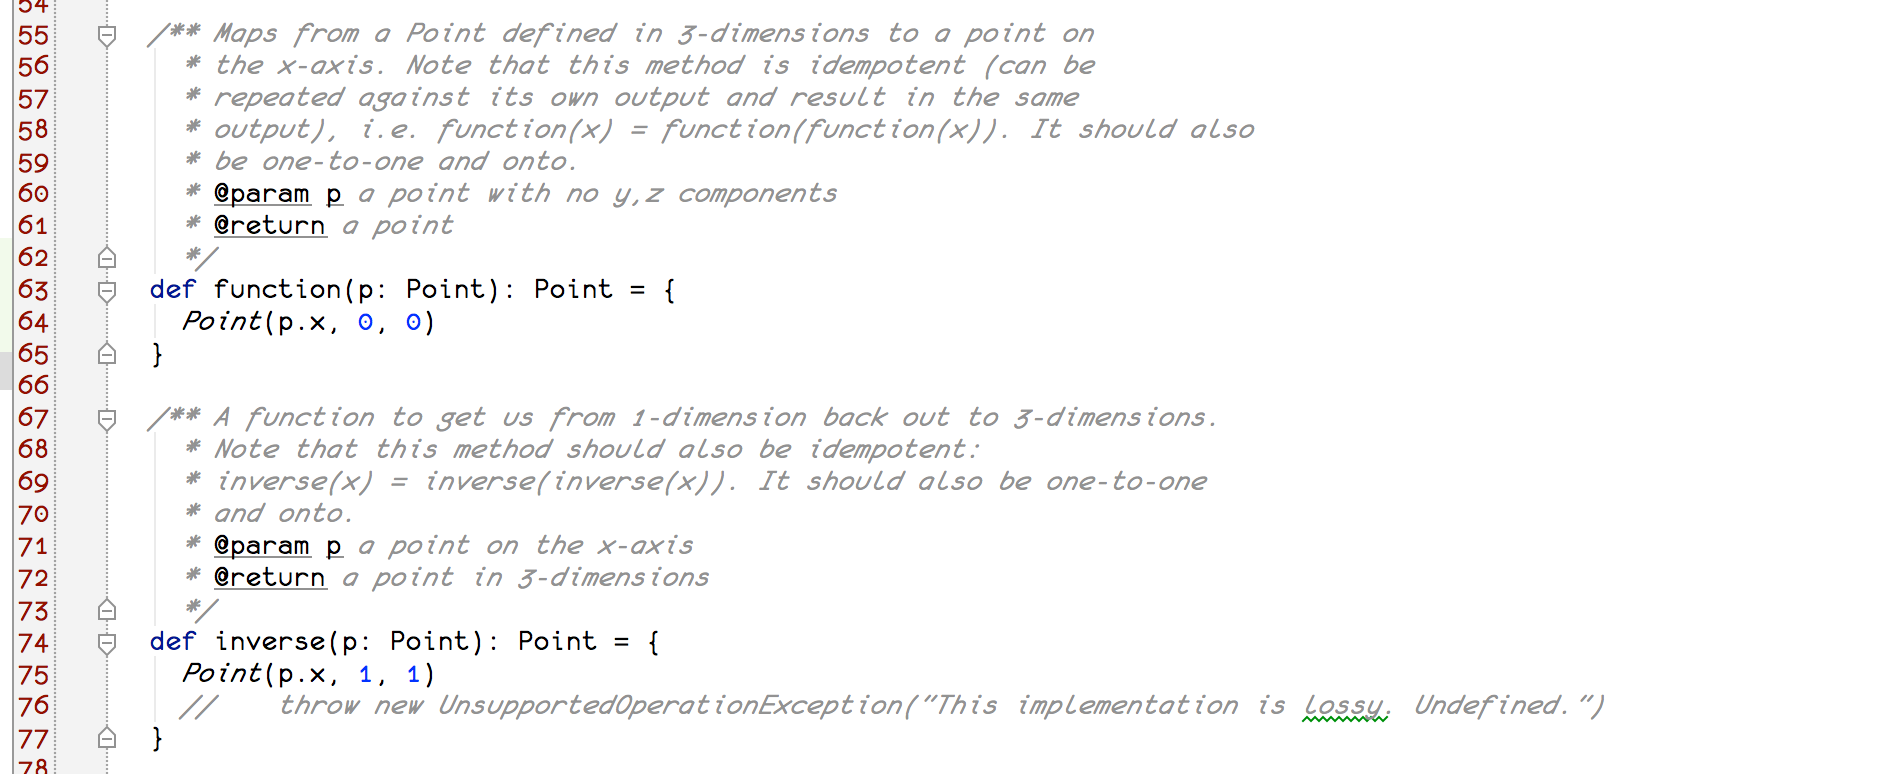 54
55 /** Maps from a Point defined in 3-dimensions to a point on
56 * the x-axis. Note that this method is idempotent (can be
57 * repeated against its own output and result in the same
58 * output), i.e. function(x) = function(function(x)). It should also
59 * be one-to-one and onto.
60 * @param p a point with no y,z components
61 * @return a point
62 */
63 def function(p: Point): Point = {
64 Point(p.x, 0, 0)
65 }
66
67 /** A function to get us from 1-dimension back out to 3-dimensions.
68 * Note that this method should also be idempotent:
69 * inverse(x) = inverse(inverse(x)). It should also be one-to-one
70 * and onto.
71 * @param p a point on the x-axis
72 * @return a point in 3-dimensions
73 */
74 def inverse(p: Point): Point = {
75 Point(p.x, 1, 1)
76 // throw new UnsupportedOperationException("This implementation is lossy. Undefined.")
77 }
78